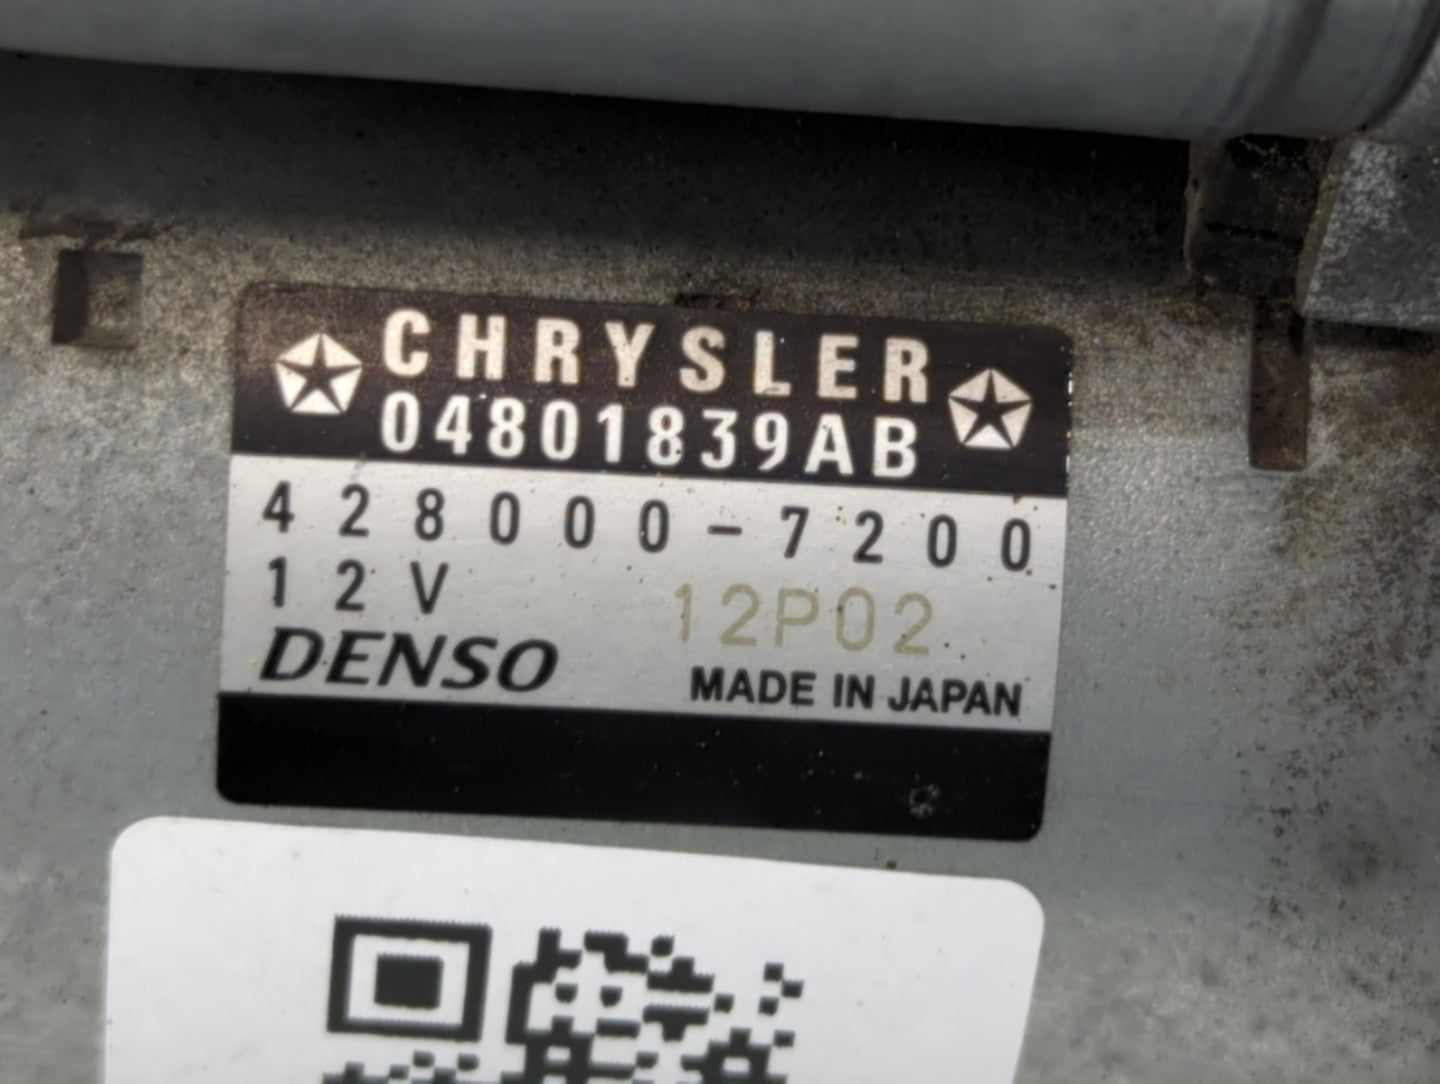 CHRYSLER
04801839AB
428000-7200
12V 12P02
DENSO MADE IN JAPAN